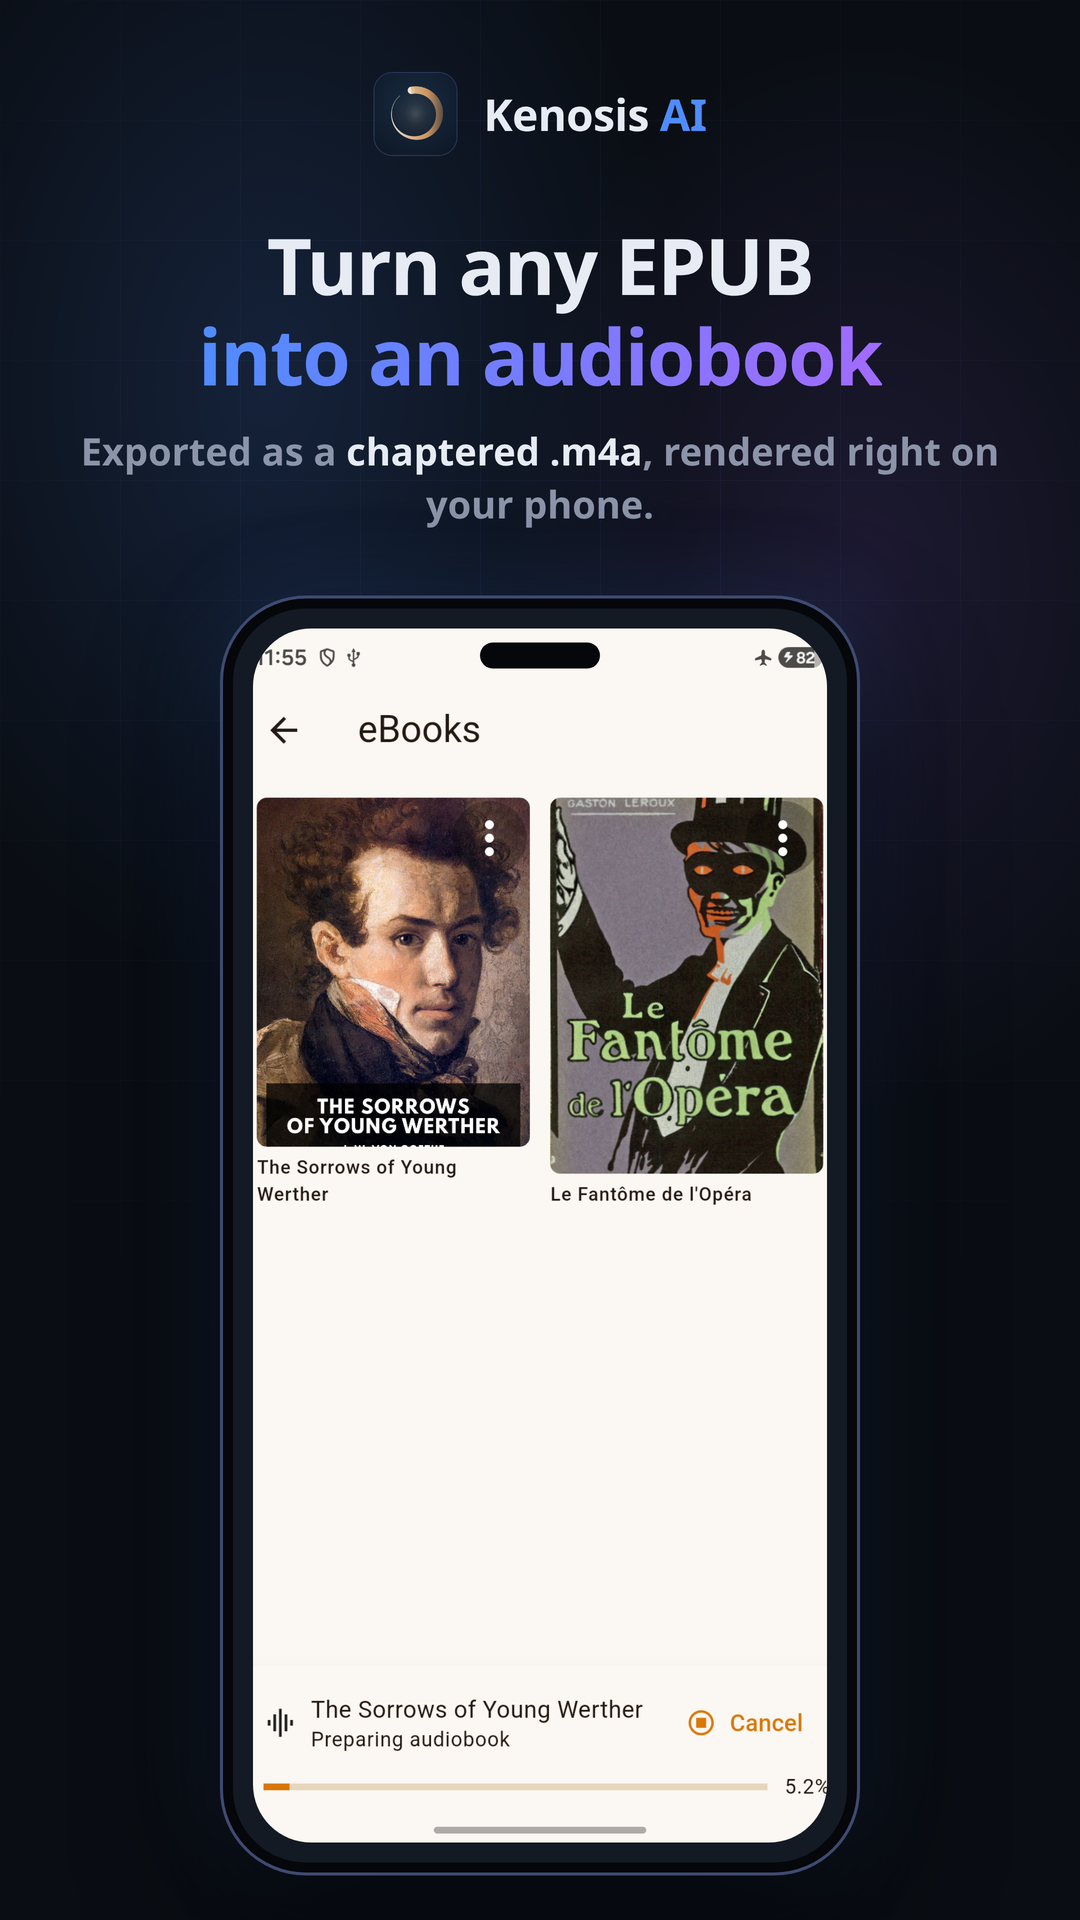 Kenosis AI
Turn any EPUB
into an audiobook
Exported as a chaptered .m4a, rendered right on
your phone.
11:55
82
eBooks
THE SORROWS
OF YOUNG WERTHER
The Sorrows of Young
Werther
GASTON LEROUX
Le
Fantôme
de l'Opéra
Le Fantôme de l'Opéra
The Sorrows of Young Werther
Preparing audiobook
Cancel
5.2%